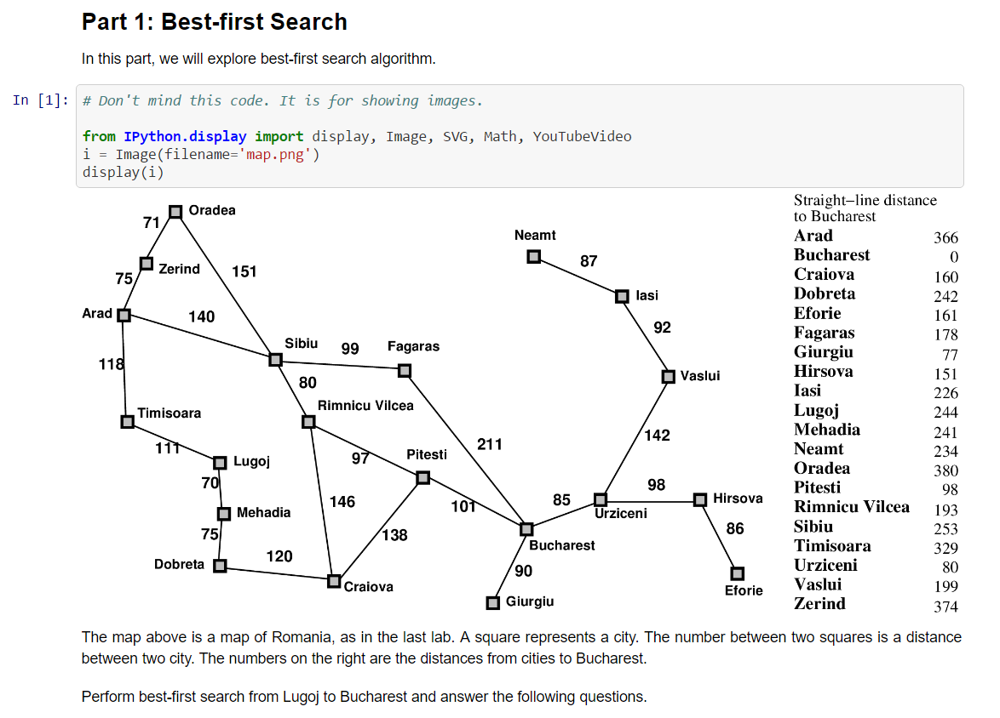 Part 1: Best-first Search
In this part, we will explore best-first search algorithm.
In [1]:
# Don't mind this code. It is for showing images.
from IPython.display import display, Image, SVG, Math, YouTubeVideo
i = Image(filename='map.png')
display(i)
Oradea
71
Zerind
151
75
Arad
140
118
Sibiu
99
Fagaras
80
Timisoara
Rimnicu Vilcea
111
Lugoj
97
Pitesti
211
70
Mehadia
146
101
75
138
Dobreta
120
Craiova
Neamt
87
Iasi
92
Vaslui
142
98
85
Urziceni
Hirsova
86
Bucharest
90
Giurgiu
Eforie
Straight–line distance
to Bucharest
Arad 366
Bucharest 0
Craiova 160
Dobreta 242
Eforie 161
Fagaras 178
Giurgiu 77
Hirsova 151
Iasi 226
Lugoj 244
Mehadia 241
Neamt 234
Oradea 380
Pitesti 98
Rimnicu Vilcea 193
Sibiu 253
Timisoara 329
Urziceni 80
Vaslui 199
Zerind 374
The map above is a map of Romania, as in the last lab. A square represents a city. The number between two squares is a distance
between two city. The numbers on the right are the distances from cities to Bucharest.
Perform best-first search from Lugoj to Bucharest and answer the following questions.